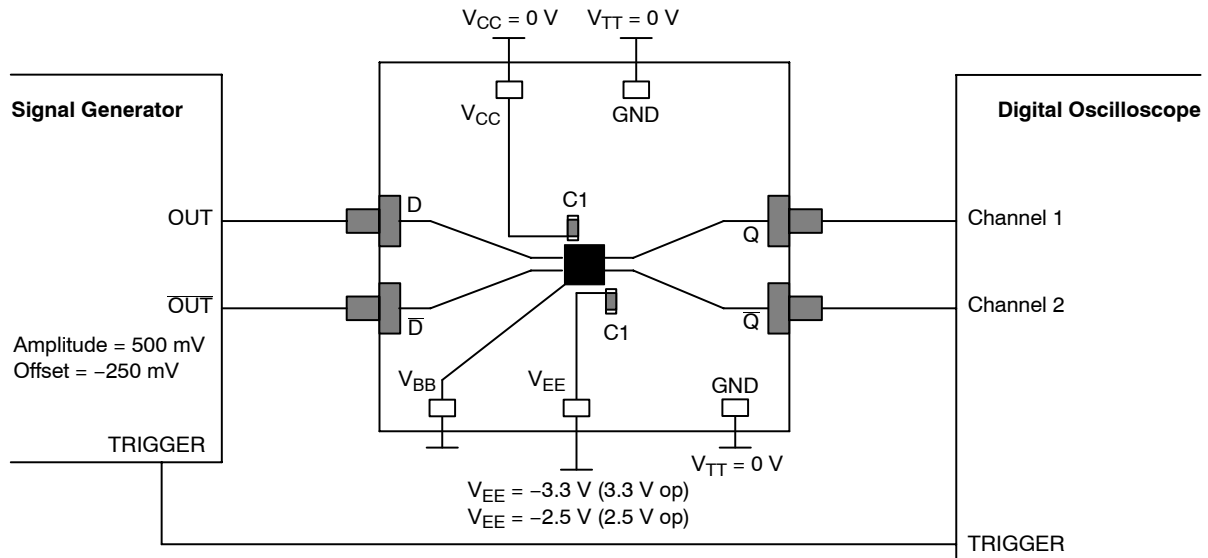 V_CC = 0 V
V_TT = 0 V
Signal Generator
V_CC
GND
Digital Oscilloscope
OUT
D
C1
Q
Channel 1
O̅U̅T̅
D̅
C1
Q̅
Channel 2
Amplitude = 500 mV
Offset = −250 mV
V_BB
V_EE
GND
TRIGGER
V_TT = 0 V
V_EE = −3.3 V (3.3 V op)
V_EE = −2.5 V (2.5 V op)
TRIGGER